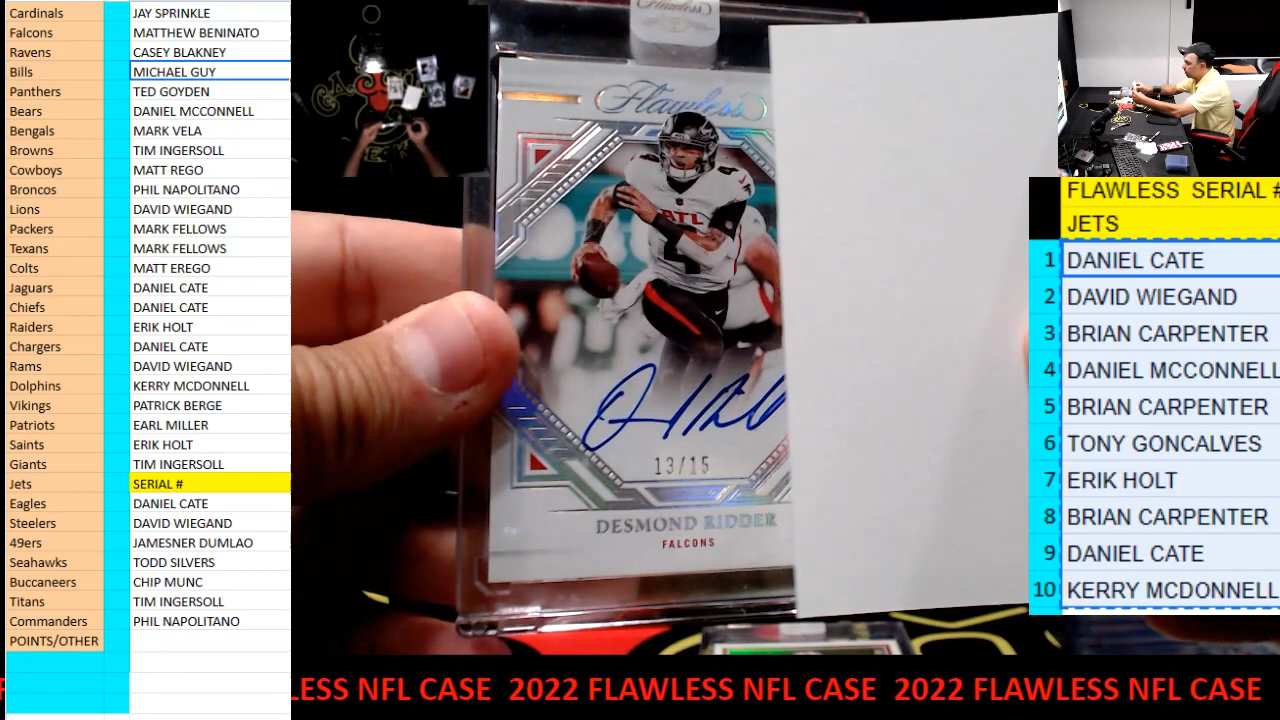 Cardinals JAY SPRINKLE
Falcons MATTHEW BENINATO
Ravens CASEY BLAKNEY
Bills MICHAEL GUY
Panthers TED GOYDEN
Bears DANIEL MCCONNELL
Bengals MARK VELA
Browns TIM INGERSOLL
Cowboys MATT REGO
Broncos PHIL NAPOLITANO
Lions DAVID WIEGAND
Packers MARK FELLOWS
Texans MARK FELLOWS
Colts MATT EREGO
Jaguars DANIEL CATE
Chiefs DANIEL CATE
Raiders ERIK HOLT
Chargers DANIEL CATE
Rams DAVID WIEGAND
Dolphins KERRY MCDONNELL
Vikings PATRICK BERGE
Patriots EARL MILLER
Saints ERIK HOLT
Giants TIM INGERSOLL
Jets SERIAL #
Eagles DANIEL CATE
Steelers DAVID WIEGAND
49ers JAMESNER DUMLAO
Seahawks TODD SILVERS
Buccaneers CHIP MUNC
Titans TIM INGERSOLL
Commanders PHIL NAPOLITANO
POINTS/OTHER
Flawless
ATL
4
13/15
DESMOND RIDDER
FALCONS
FLAWLESS SERIAL #
JETS
1 DANIEL CATE
2 DAVID WIEGAND
3 BRIAN CARPENTER
4 DANIEL MCCONNELL
5 BRIAN CARPENTER
6 TONY GONCALVES
7 ERIK HOLT
8 BRIAN CARPENTER
9 DANIEL CATE
10 KERRY MCDONNELL
LESS NFL CASE 2022 FLAWLESS NFL CASE 2022 FLAWLESS NFL CASE